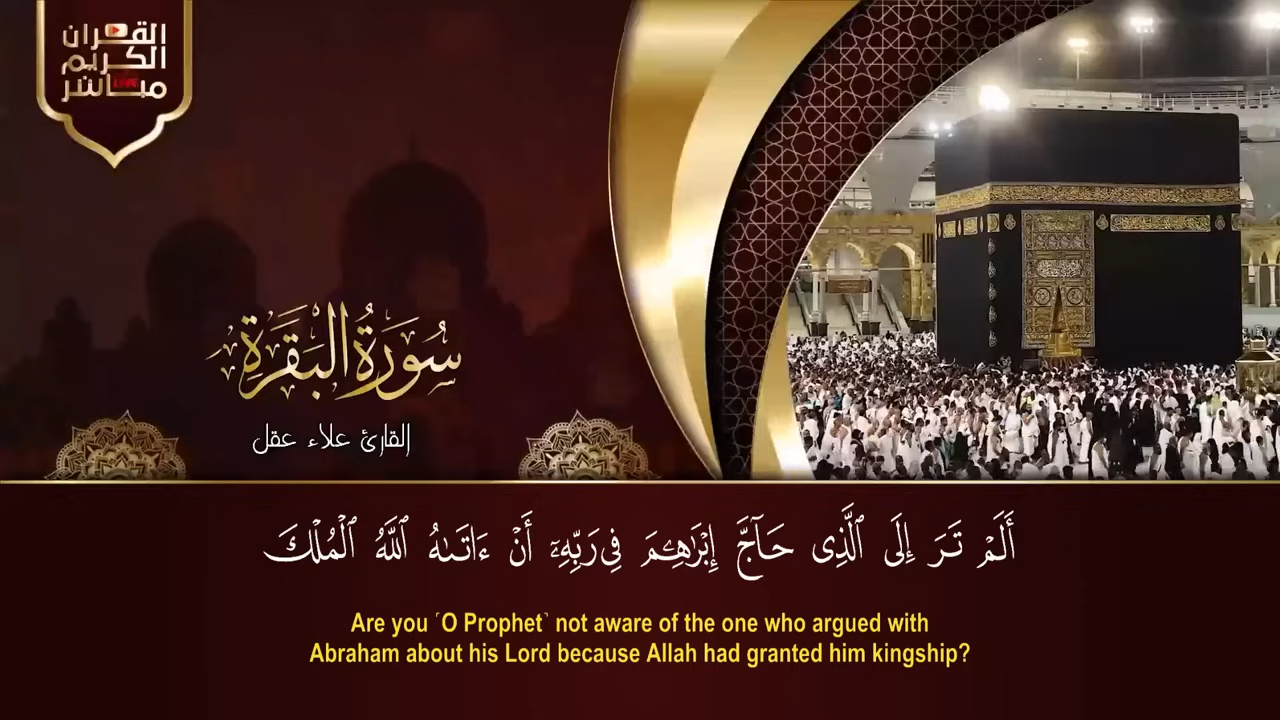 القرآن
الكريم
مباشر
LIVE
سُورَةُ البَقَرَةِ
القارئ علاء عقل
أَلَمْ تَرَ إِلَى ٱلَّذِى حَآجَّ إِبْرَٰهِـۧمَ فِى رَبِّهِۦٓ أَنْ ءَاتَىٰهُ ٱللَّهُ ٱلْمُلْكَ
Are you ˹O Prophet˺ not aware of the one who argued with
Abraham about his Lord because Allah had granted him kingship?